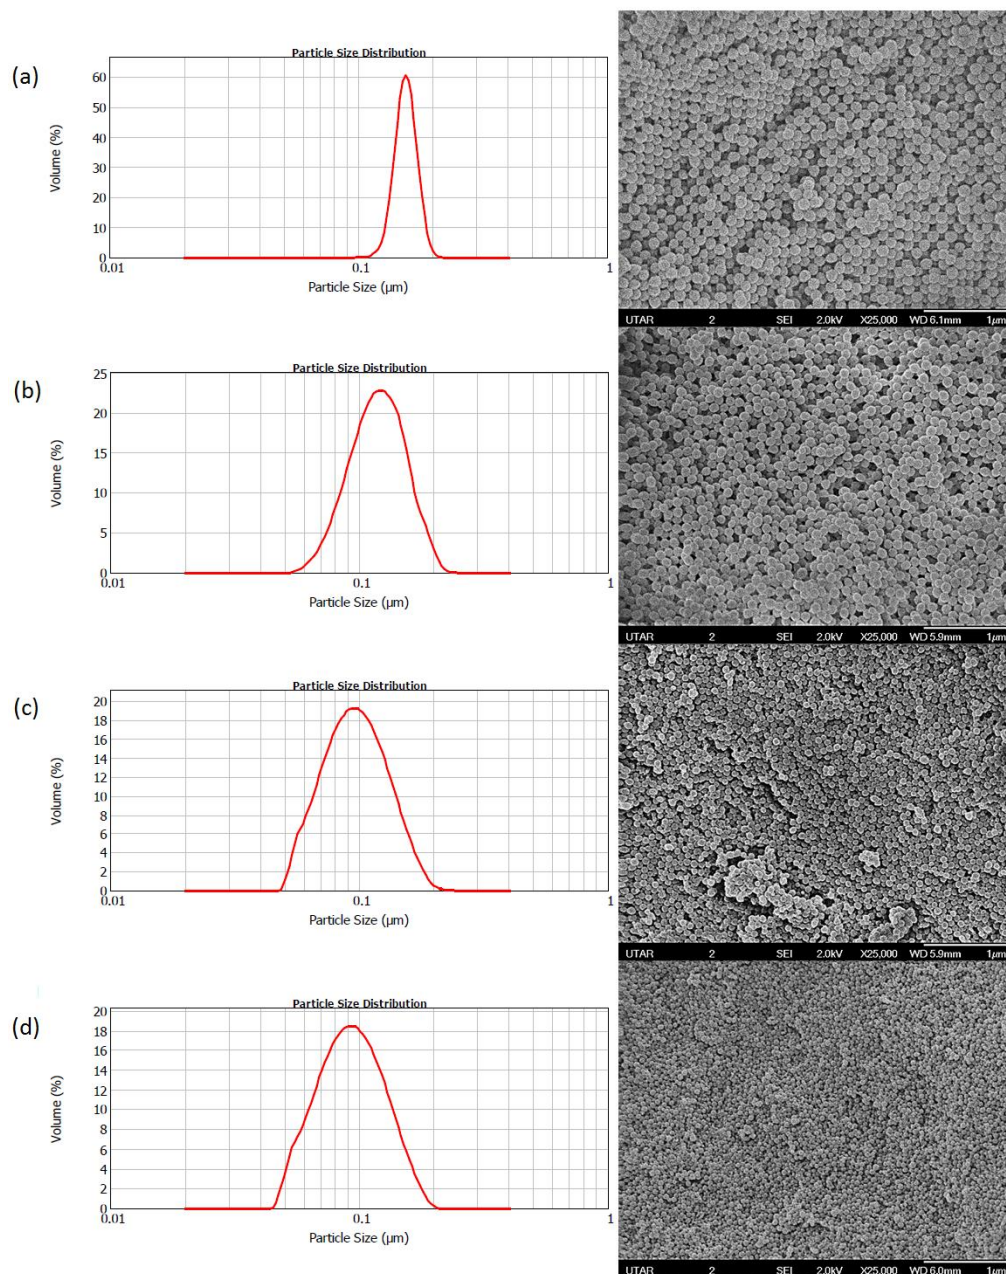 (a)
Particle Size Distribution
Volume (%)
60
50
40
30
20
10
0
0.01
0.1
1
Particle Size (µm)
UTAR 2 SEI 2.0kV X25,000 WD 6.1mm 1µm
(b)
Particle Size Distribution
Volume (%)
25
20
15
10
5
0
0.01
0.1
1
Particle Size (µm)
UTAR 2 SEI 2.0kV X25,000 WD 5.9mm 1µm
(c)
Particle Size Distribution
Volume (%)
20
18
16
14
12
10
8
6
4
2
0
0.01
0.1
1
Particle Size (µm)
UTAR 2 SEI 2.0kV X25,000 WD 5.9mm 1µm
(d)
Particle Size Distribution
Volume (%)
20
18
16
14
12
10
8
6
4
2
0
0.01
0.1
1
Particle Size (µm)
UTAR 2 SEI 2.0kV X25,000 WD 6.0mm 1µm